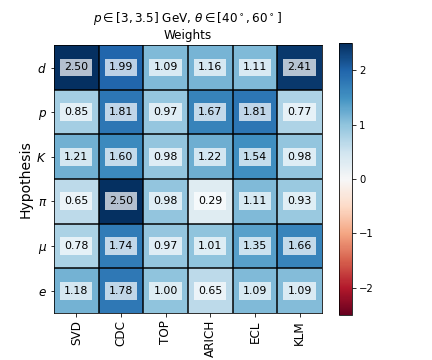 p ∈ [3, 3.5] GeV, θ ∈ [40°, 60°]
Weights
Hypothesis
d 2.50 1.99 1.09 1.16 1.11 2.41
p 0.85 1.81 0.97 1.67 1.81 0.77
K 1.21 1.60 0.98 1.22 1.54 0.98
π 0.65 2.50 0.98 0.29 1.11 0.93
μ 0.78 1.74 0.97 1.01 1.35 1.66
e 1.18 1.78 1.00 0.65 1.09 1.09
SVD CDC TOP ARICH ECL KLM
2
1
0
−1
−2